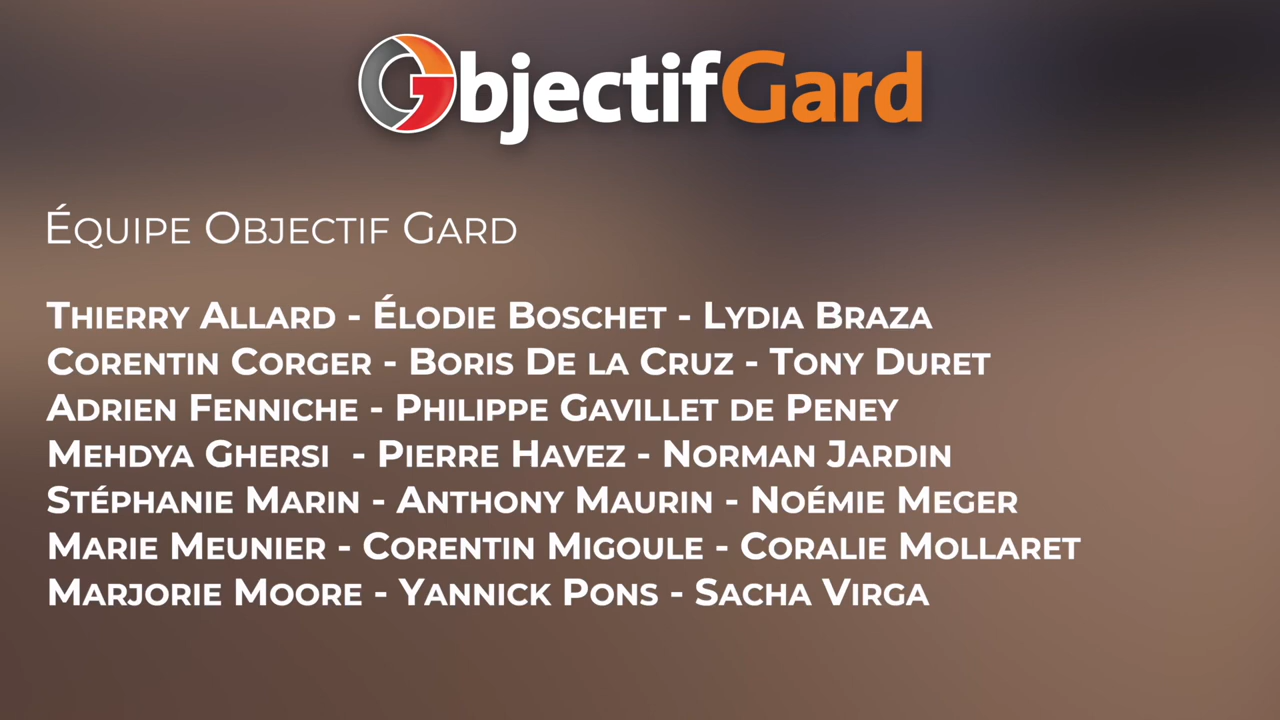 ObjectifGard
Équipe Objectif Gard
Thierry Allard - Élodie Boschet - Lydia Braza
Corentin Corger - Boris De la Cruz - Tony Duret
Adrien Fenniche - Philippe Gavillet de Peney
Mehdya Ghersi - Pierre Havez - Norman Jardin
Stéphanie Marin - Anthony Maurin - Noémie Meger
Marie Meunier - Corentin Migoule - Coralie Mollaret
Marjorie Moore - Yannick Pons - Sacha Virga